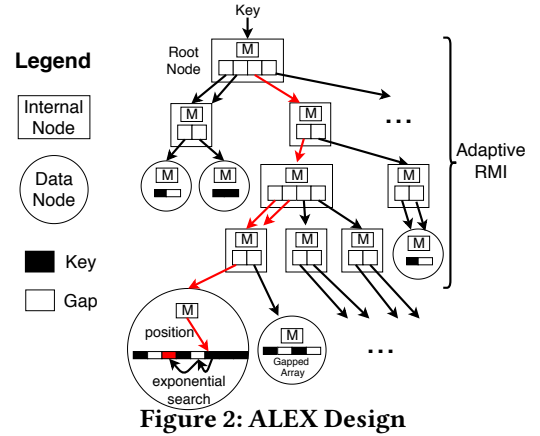 Key
Root
Node
M
Legend
Internal
Node
Data
Node
Key
Gap
M
M
...
Adaptive
RMI
M
M
M
M
M
M
M
M
M
position
exponential
search
M
Gapped
Array
...
Figure 2: ALEX Design